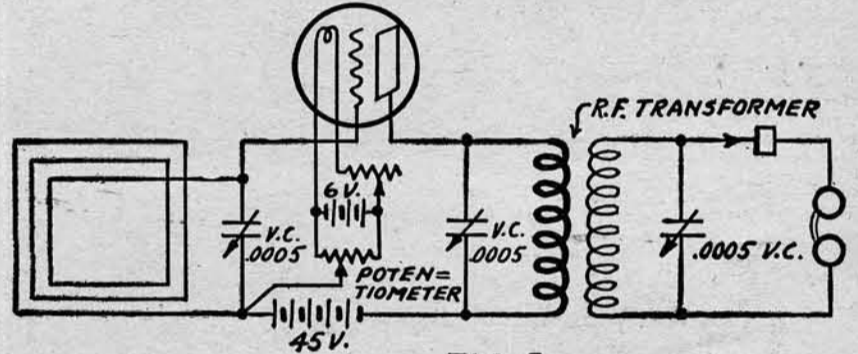 R.F. TRANSFORMER
6 V.
V.C.
.0005
V.C.
.0005
.0005 V.C.
POTEN=
TIOMETER
45 V.